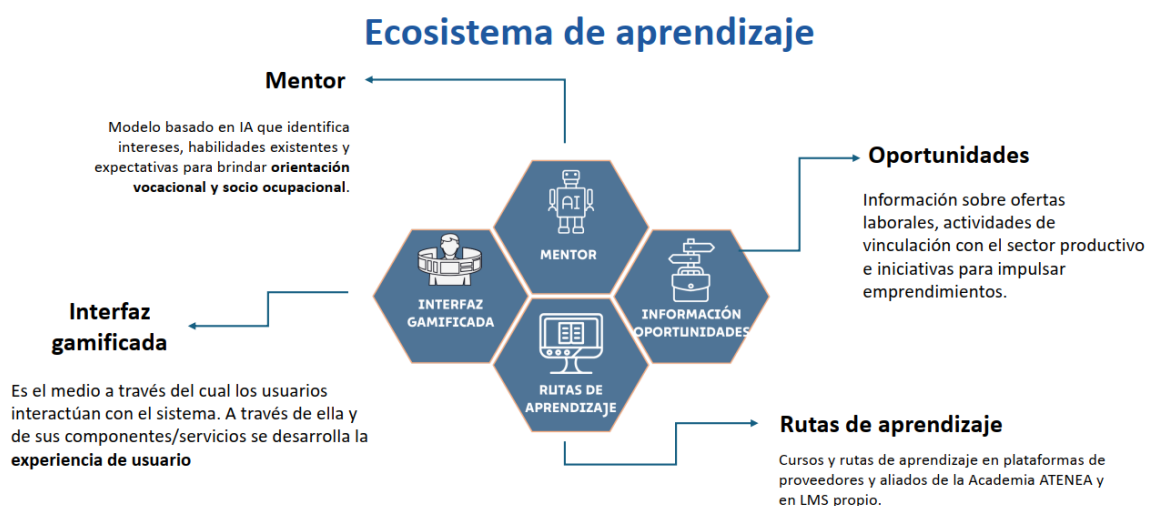 Ecosistema de aprendizaje
Mentor
Modelo basado en IA que identifica
intereses, habilidades existentes y
expectativas para brindar orientación
vocacional y socio ocupacional.
Oportunidades
Información sobre ofertas
laborales, actividades de
vinculación con el sector productivo
e iniciativas para impulsar
emprendimientos.
AI
MENTOR
INTERFAZ
GAMIFICADA
INFORMACIÓN
OPORTUNIDADES
RUTAS DE
APRENDIZAJE
Interfaz
gamificada
Es el medio a través del cual los usuarios
interactúan con el sistema. A través de ella y
de sus componentes/servicios se desarrolla la
experiencia de usuario
Rutas de aprendizaje
Cursos y rutas de aprendizaje en plataformas de
proveedores y aliados de la Academia ATENEA y
en LMS propio.